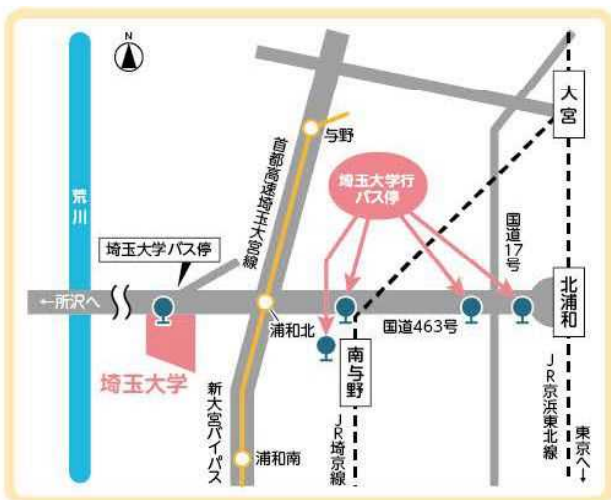 N
大宮
与野
首都高速埼玉大宮線
埼玉大学行
バス停
荒川
埼玉大学バス停
国道17号
←所沢へ
浦和北
国道463号
北浦和
埼玉大学
南与野
新大宮バイパス
JR埼京線
JR京浜東北線
浦和南
東京へ→